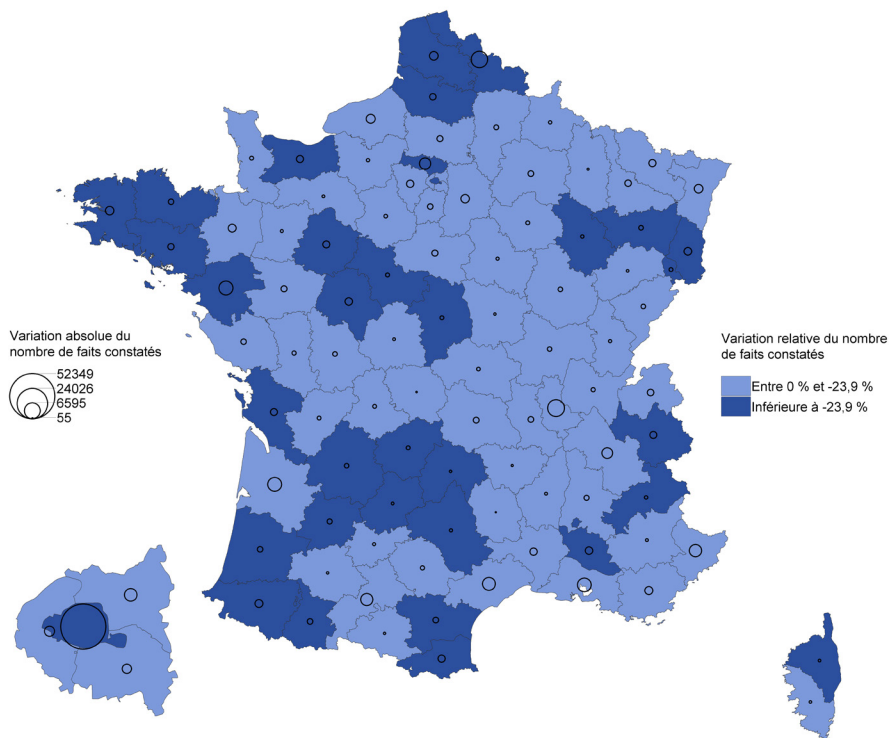 Variation absolue du
nombre de faits constatés
52349
24026
6595
55
Variation relative du nombre
de faits constatés
Entre 0 % et -23,9 %
Inférieure à -23,9 %